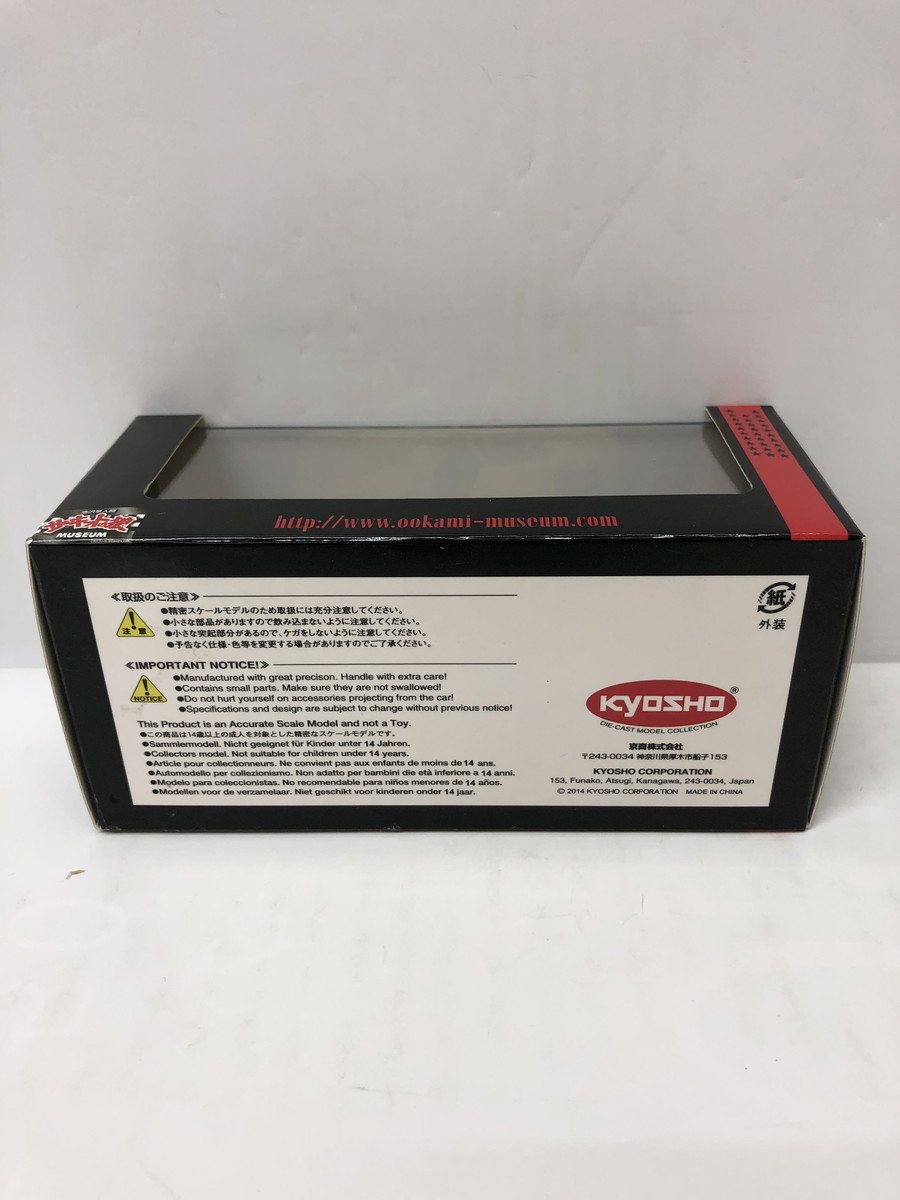 http://www.ookami-museum.com
サーキットの狼
MUSEUM
≪取扱のご注意≫
注意
●精密スケールモデルのため取扱には充分注意してください。
●小さな部品がありますので飲み込まないように注意してください。
●小さな突起部分があるので、ケガをしないように注意してください。
●予告なく仕様・色等を変更する場合がありますのでご了承ください。
≪IMPORTANT NOTICE!≫
NOTICE
●Manufactured with great precison. Handle with extra care!
●Contains small parts. Make sure they are not swallowed!
●Do not hurt yourself on accessories projecting from the car!
●Specifications and design are subject to change without previous notice!
This Product is an Accurate Scale Model and not a Toy.
●この商品は14歳以上の成人を対象とした精密なスケールモデルです。
●Sammlermodell. Nicht geeignet für Kinder unter 14 Jahren.
●Collectors model. Not suitable for children under 14 years.
●Article pour collectionneurs. Ne convient pas aux enfants de moins de 14 ans.
●Automodello per collezionismo. Non adatto per bambini die età inferiore a 14 anni.
●Modelo para coleccionistas. No recomendable para niños menores de 14 años.
●Modellen voor de verzamelaar. Niet geschikt voor kinderen onder 14 jaar.
紙
外装
KYOSHO®
DIE-CAST MODEL COLLECTION
京商株式会社
〒243-0034 神奈川県厚木市船子153
KYOSHO CORPORATION
153, Funako, Atsugi, Kanagawa, 243-0034, Japan
© 2014 KYOSHO CORPORATION MADE IN CHINA